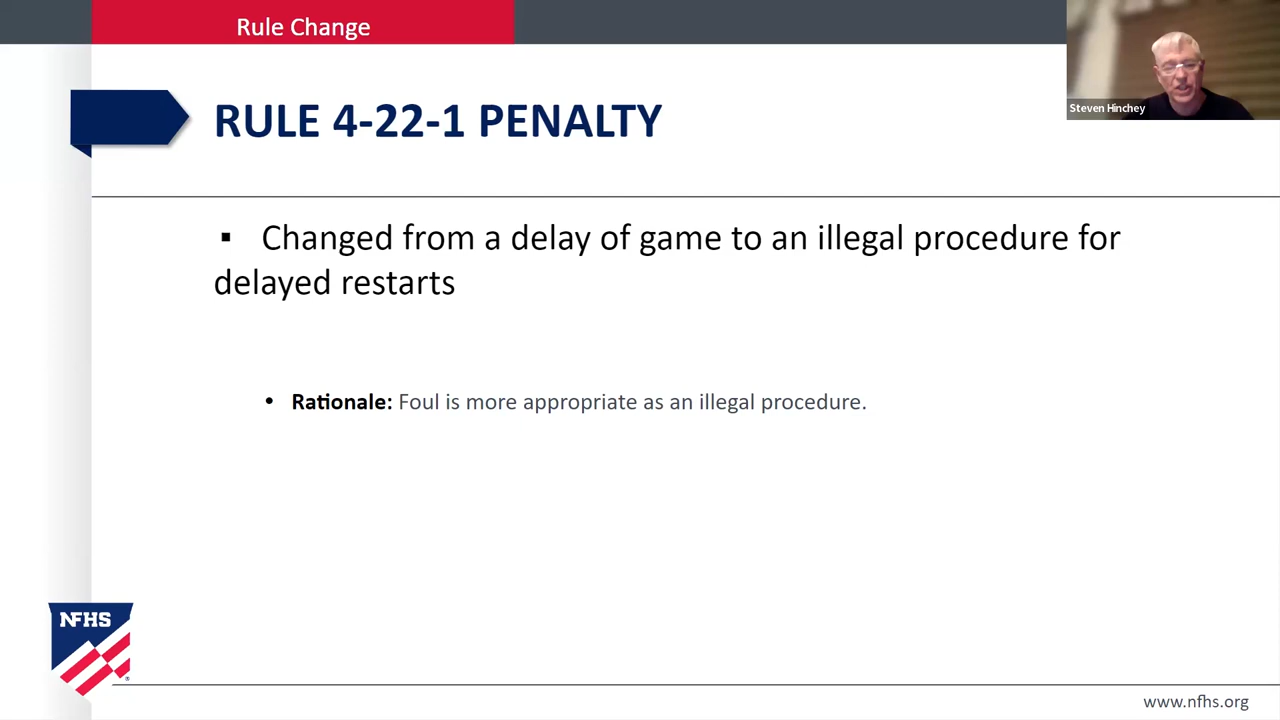 Rule Change
Steven Hinchey
RULE 4-22-1 PENALTY
▪ Changed from a delay of game to an illegal procedure for
delayed restarts
• Rationale: Foul is more appropriate as an illegal procedure.
NFHS
®
www.nfhs.org